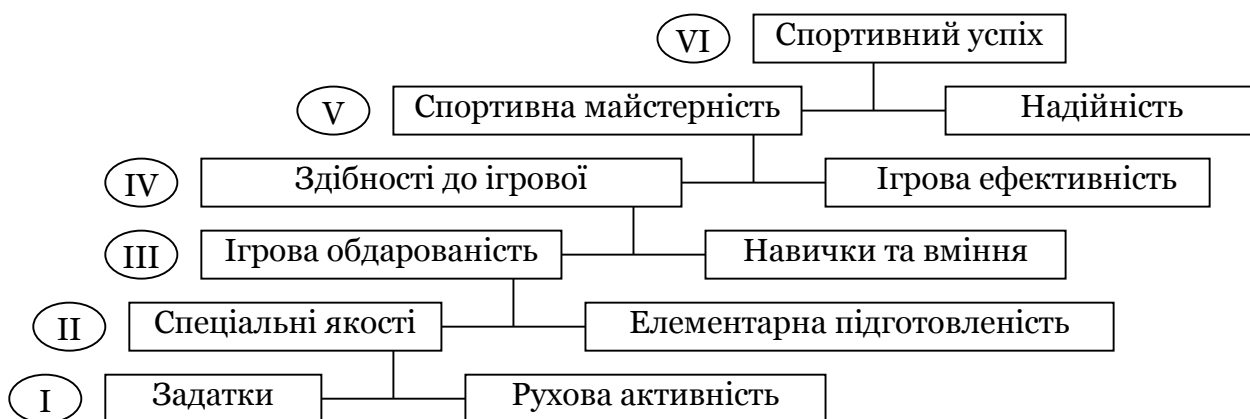 VI Спортивний успіх
V Спортивна майстерність Надійність
IV Здібності до ігрової Ігрова ефективність
III Ігрова обдарованість Навички та вміння
II Спеціальні якості Елементарна підготовленість
I Задатки Рухова активність